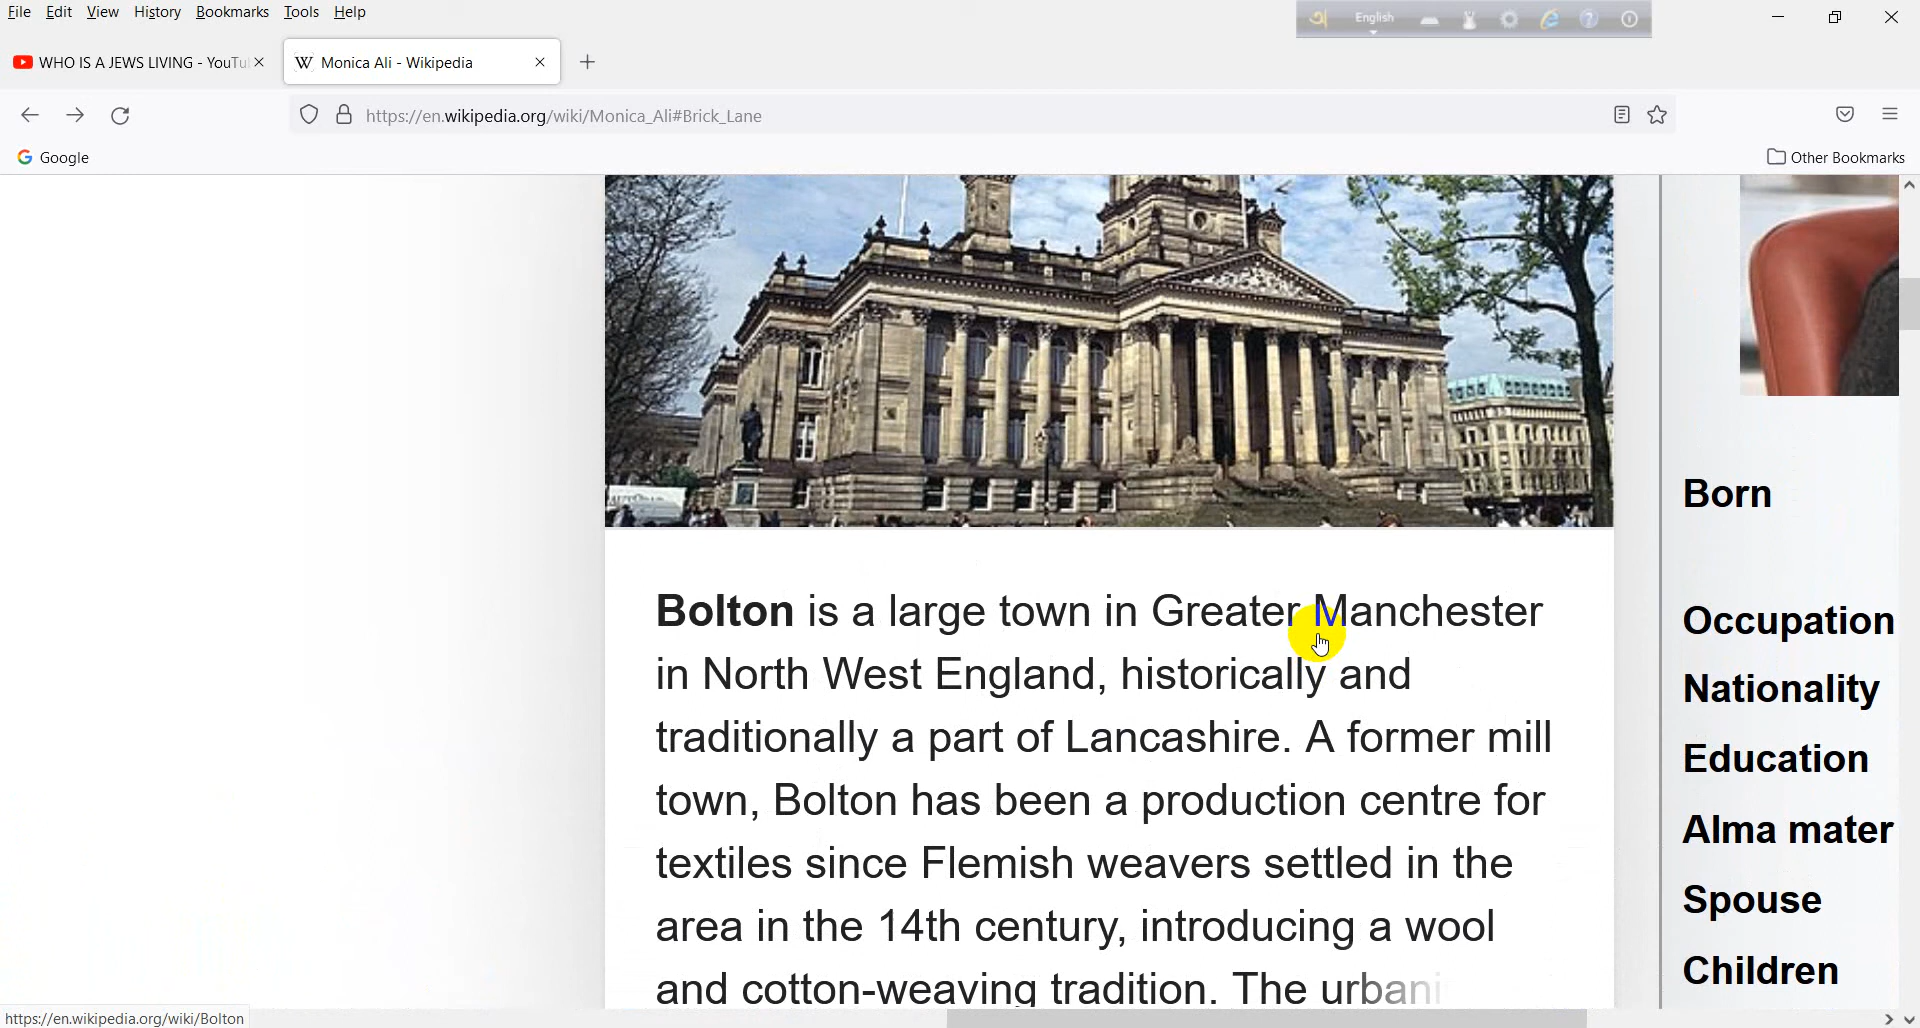 File Edit View History Bookmarks Tools Help
English
WHO IS A JEWS LIVING - YouTu
Monica Ali - Wikipedia
https://en.wikipedia.org/wiki/Monica_Ali#Brick_Lane
Google
Other Bookmarks
Bolton is a large town in Greater Manchester
in North West England, historically and
traditionally a part of Lancashire. A former mill
town, Bolton has been a production centre for
textiles since Flemish weavers settled in the
area in the 14th century, introducing a wool
and cotton-weaving tradition. The urbani
Born
Occupation
Nationality
Education
Alma mater
Spouse
Children
https://en.wikipedia.org/wiki/Bolton